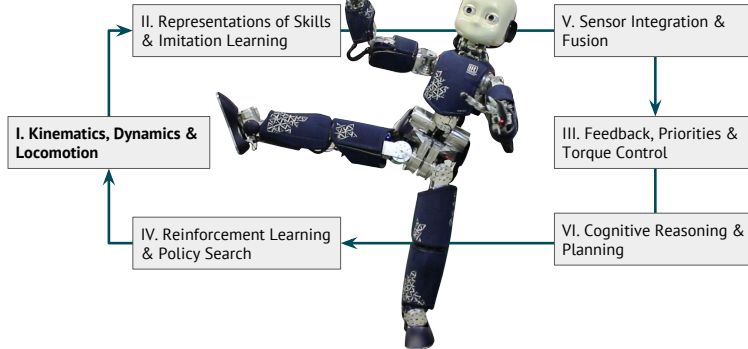 II. Representations of Skills
& Imitation Learning
V. Sensor Integration &
Fusion
I. Kinematics, Dynamics &
Locomotion
III. Feedback, Priorities &
Torque Control
IV. Reinforcement Learning
& Policy Search
VI. Cognitive Reasoning &
Planning